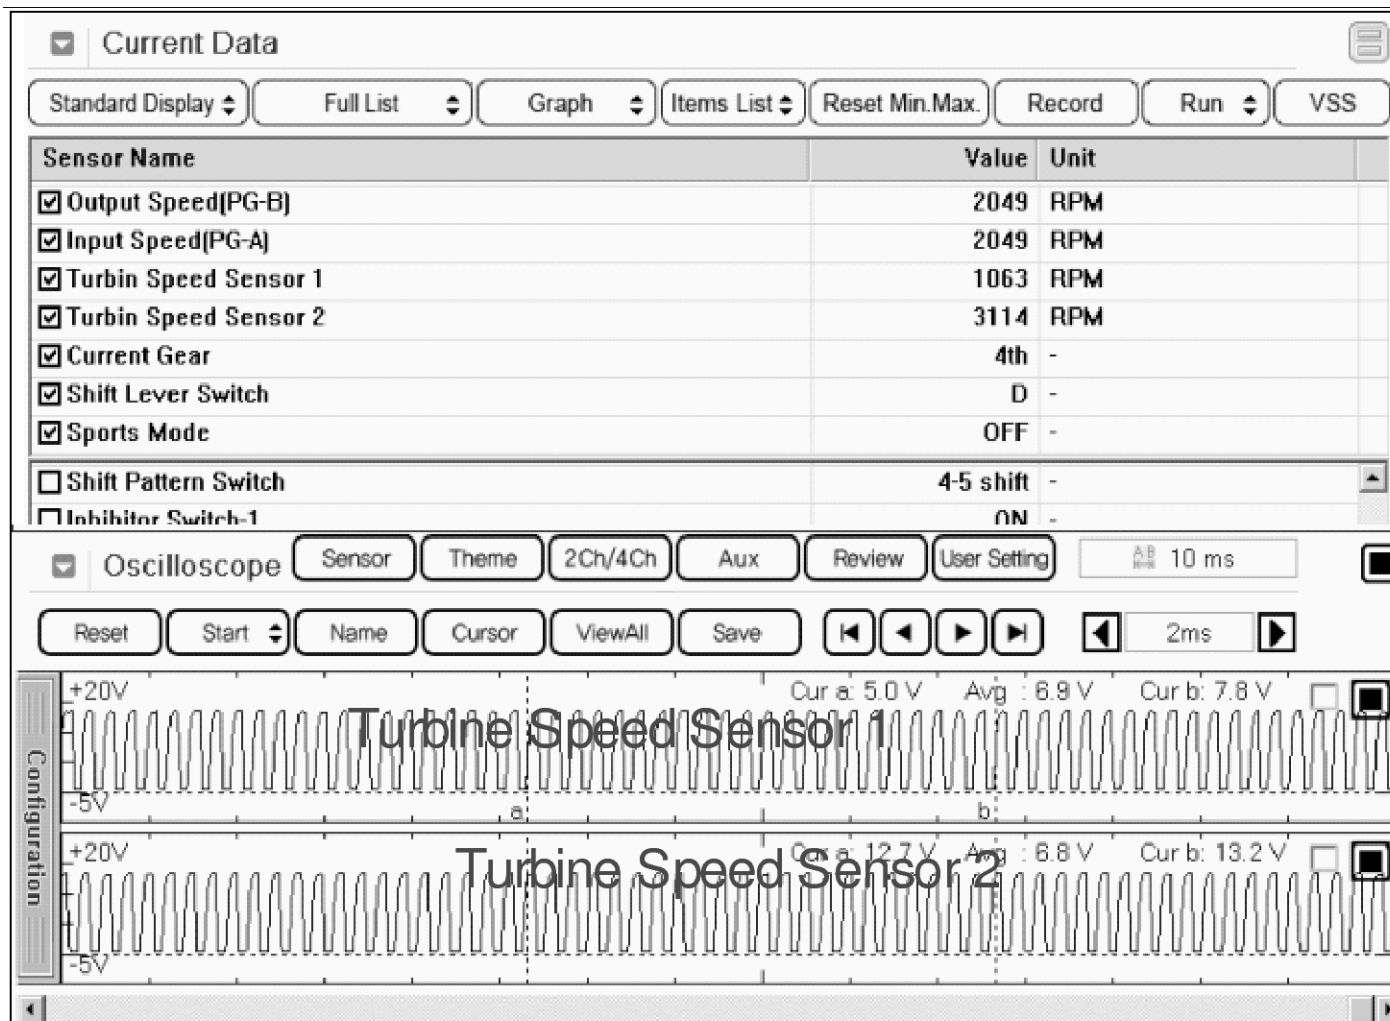 Current Data
Standard Display Full List Graph Items List Reset Min.Max. Record Run VSS
Sensor Name Value Unit
Output Speed(PG-B) 2049 RPM
Input Speed(PG-A) 2049 RPM
Turbin Speed Sensor 1 1063 RPM
Turbin Speed Sensor 2 3114 RPM
Current Gear 4th -
Shift Lever Switch D -
Sports Mode OFF -
Shift Pattern Switch 4-5 shift -
Inhibitor Switch-1 ON -
Oscilloscope Sensor Theme 2Ch/4Ch Aux Review User Setting AB 10 ms
Reset Start Name Cursor ViewAll Save 2ms
Configuration
+20V Cur a: 5.0 V Avg : 6.9 V Cur b: 7.8 V
Turbine Speed Sensor 1
-5V a b
+20V Cur a: 12.7 V Avg : 6.8 V Cur b: 13.2 V
Turbine Speed Sensor 2
-5V